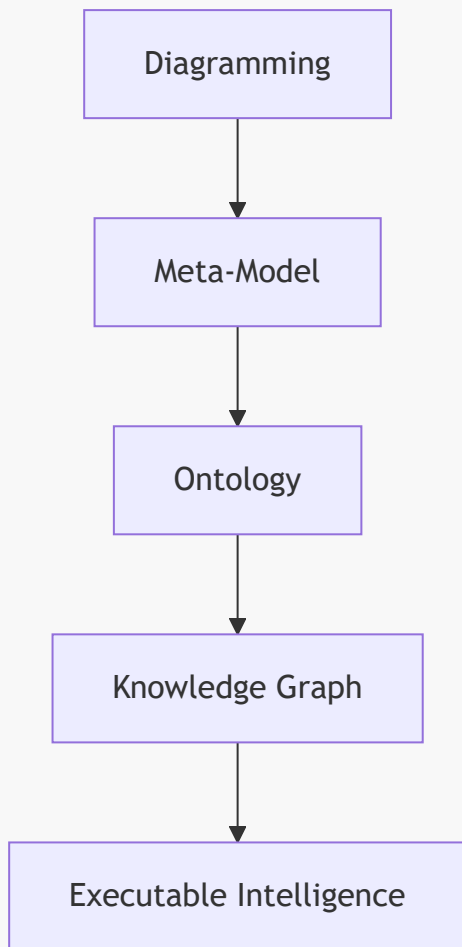 Diagramming
Meta-Model
Ontology
Knowledge Graph
Executable Intelligence